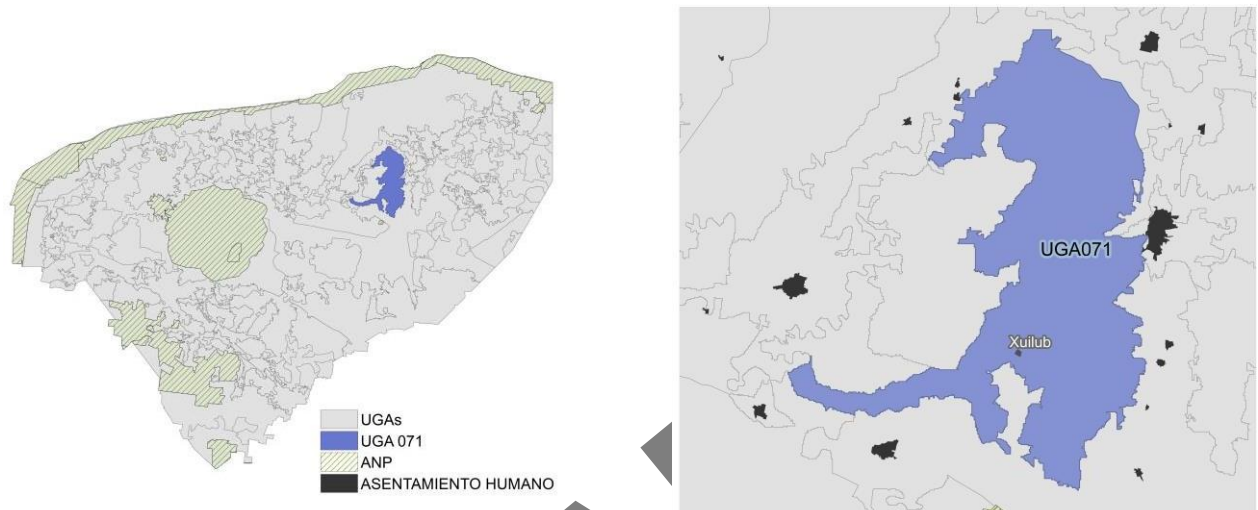 UGAs
UGA 071
ANP
ASENTAMIENTO HUMANO
UGA071
Xuilub